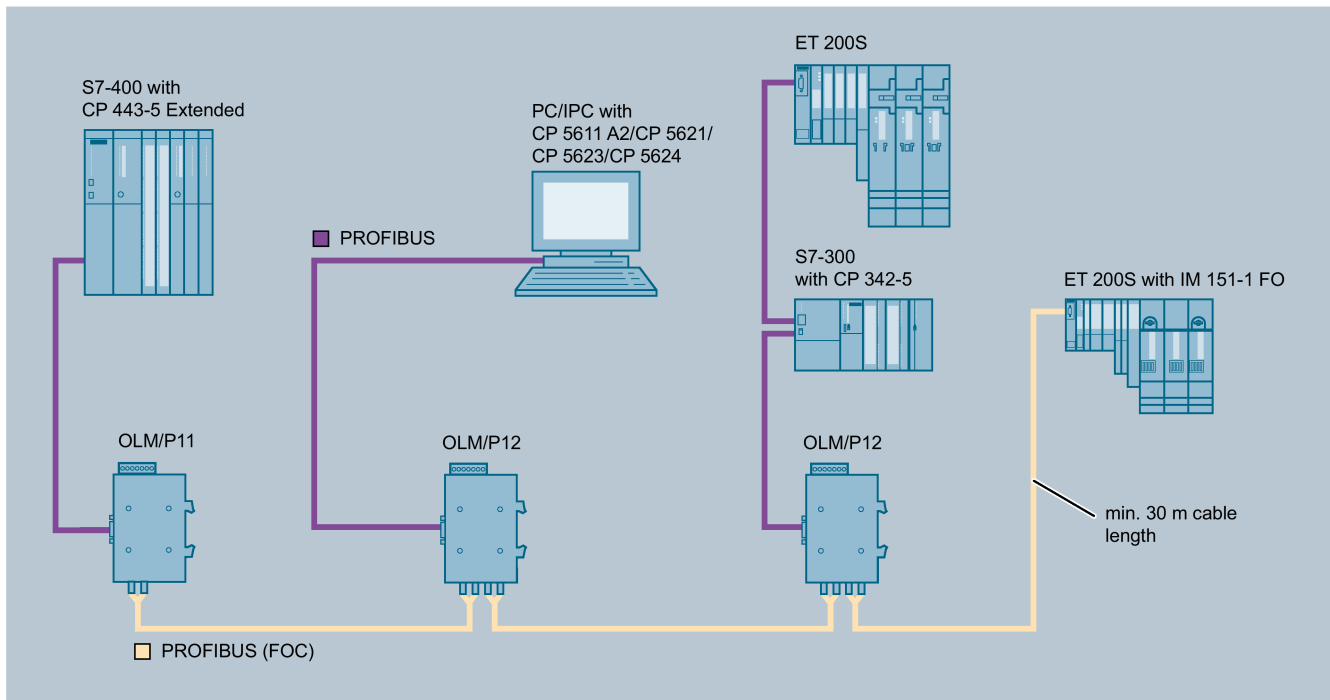 ET 200S
S7-400 with
CP 443-5 Extended
PC/IPC with
CP 5611 A2/CP 5621/
CP 5623/CP 5624
PROFIBUS
S7-300
with CP 342-5
ET 200S with IM 151-1 FO
OLM/P11
OLM/P12
OLM/P12
min. 30 m cable
length
PROFIBUS (FOC)